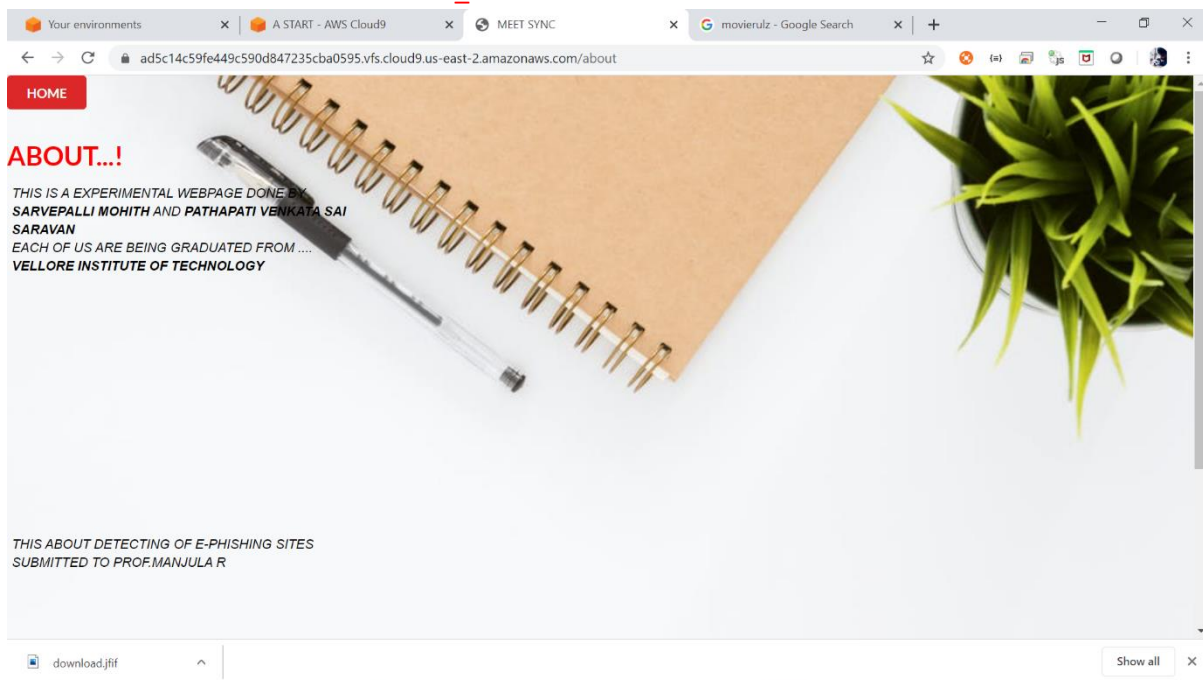 Your environments
A START - AWS Cloud9
MEET SYNC
movierulz - Google Search
ad5c14c59fe449c590d847235cba0595.vfs.cloud9.us-east-2.amazonaws.com/about
HOME
ABOUT...!
THIS IS A EXPERIMENTAL WEBPAGE DONE BY
SARVEPALLI MOHITH AND PATHAPATI VENKATA SAI
SARAVAN
EACH OF US ARE BEING GRADUATED FROM ....
VELLORE INSTITUTE OF TECHNOLOGY
THIS ABOUT DETECTING OF E-PHISHING SITES
SUBMITTED TO PROF.MANJULA R
download.jfif
Show all